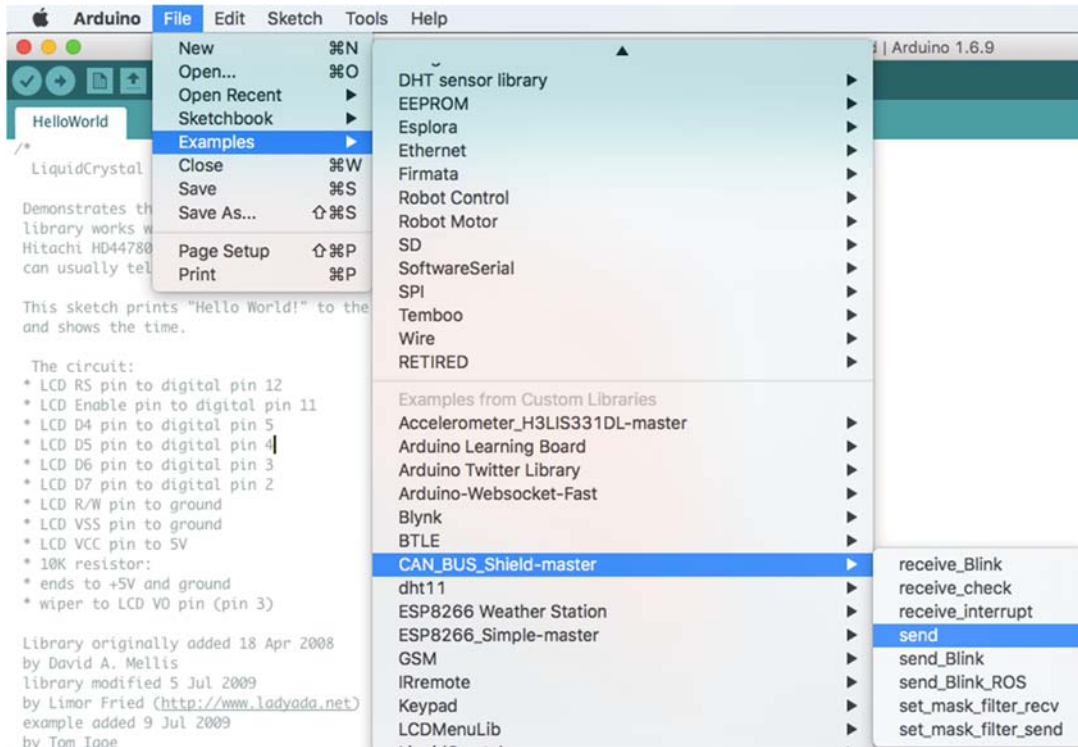 Arduino File Edit Sketch Tools Help
| Arduino 1.6.9
HelloWorld
New ⌘N
Open... ⌘O
Open Recent ▶
Sketchbook ▶
Examples ▶
Close ⌘W
Save ⌘S
Save As... ⇧⌘S
Page Setup ⇧⌘P
Print ⌘P
DHT sensor library ▶
EEPROM ▶
Esplora ▶
Ethernet ▶
Firmata ▶
Robot Control ▶
Robot Motor ▶
SD ▶
SoftwareSerial ▶
SPI ▶
Temboo ▶
Wire ▶
RETIRED ▶
Examples from Custom Libraries
Accelerometer_H3LIS331DL-master ▶
Arduino Learning Board ▶
Arduino Twitter Library ▶
Arduino-Websocket-Fast ▶
Blynk ▶
BTLE ▶
CAN_BUS_Shield-master ▶
dht11 ▶
ESP8266 Weather Station ▶
ESP8266_Simple-master ▶
GSM ▶
IRremote ▶
Keypad ▶
LCDMenuLib ▶
receive_Blink
receive_check
receive_interrupt
send
send_Blink
send_Blink_ROS
set_mask_filter_recv
set_mask_filter_send
/*
LiquidCrystal
Demonstrates th
library works w
Hitachi HD44780
can usually tel
This sketch prints "Hello World!" to the
and shows the time.
The circuit:
* LCD RS pin to digital pin 12
* LCD Enable pin to digital pin 11
* LCD D4 pin to digital pin 5
* LCD D5 pin to digital pin 4
* LCD D6 pin to digital pin 3
* LCD D7 pin to digital pin 2
* LCD R/W pin to ground
* LCD VSS pin to ground
* LCD VCC pin to 5V
* 10K resistor:
* ends to +5V and ground
* wiper to LCD VO pin (pin 3)
Library originally added 18 Apr 2008
by David A. Mellis
library modified 5 Jul 2009
by Limor Fried (http://www.ladyada.net)
example added 9 Jul 2009
by Tom Igoe